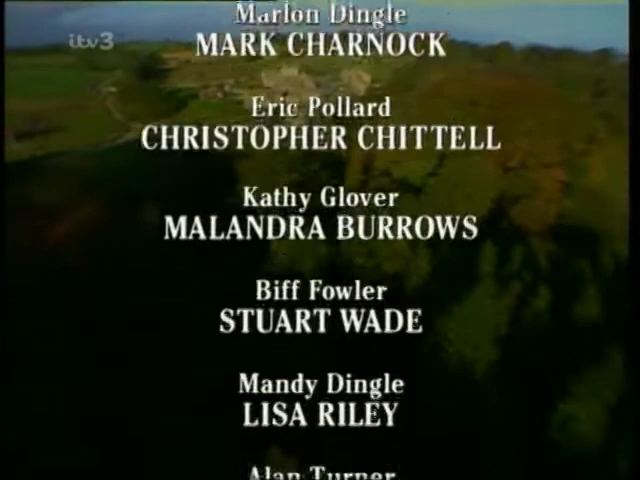 Marlon Dingle
itv3
MARK CHARNOCK
Eric Pollard
CHRISTOPHER CHITTELL
Kathy Glover
MALANDRA BURROWS
Biff Fowler
STUART WADE
Mandy Dingle
LISA RILEY
Alan Turner